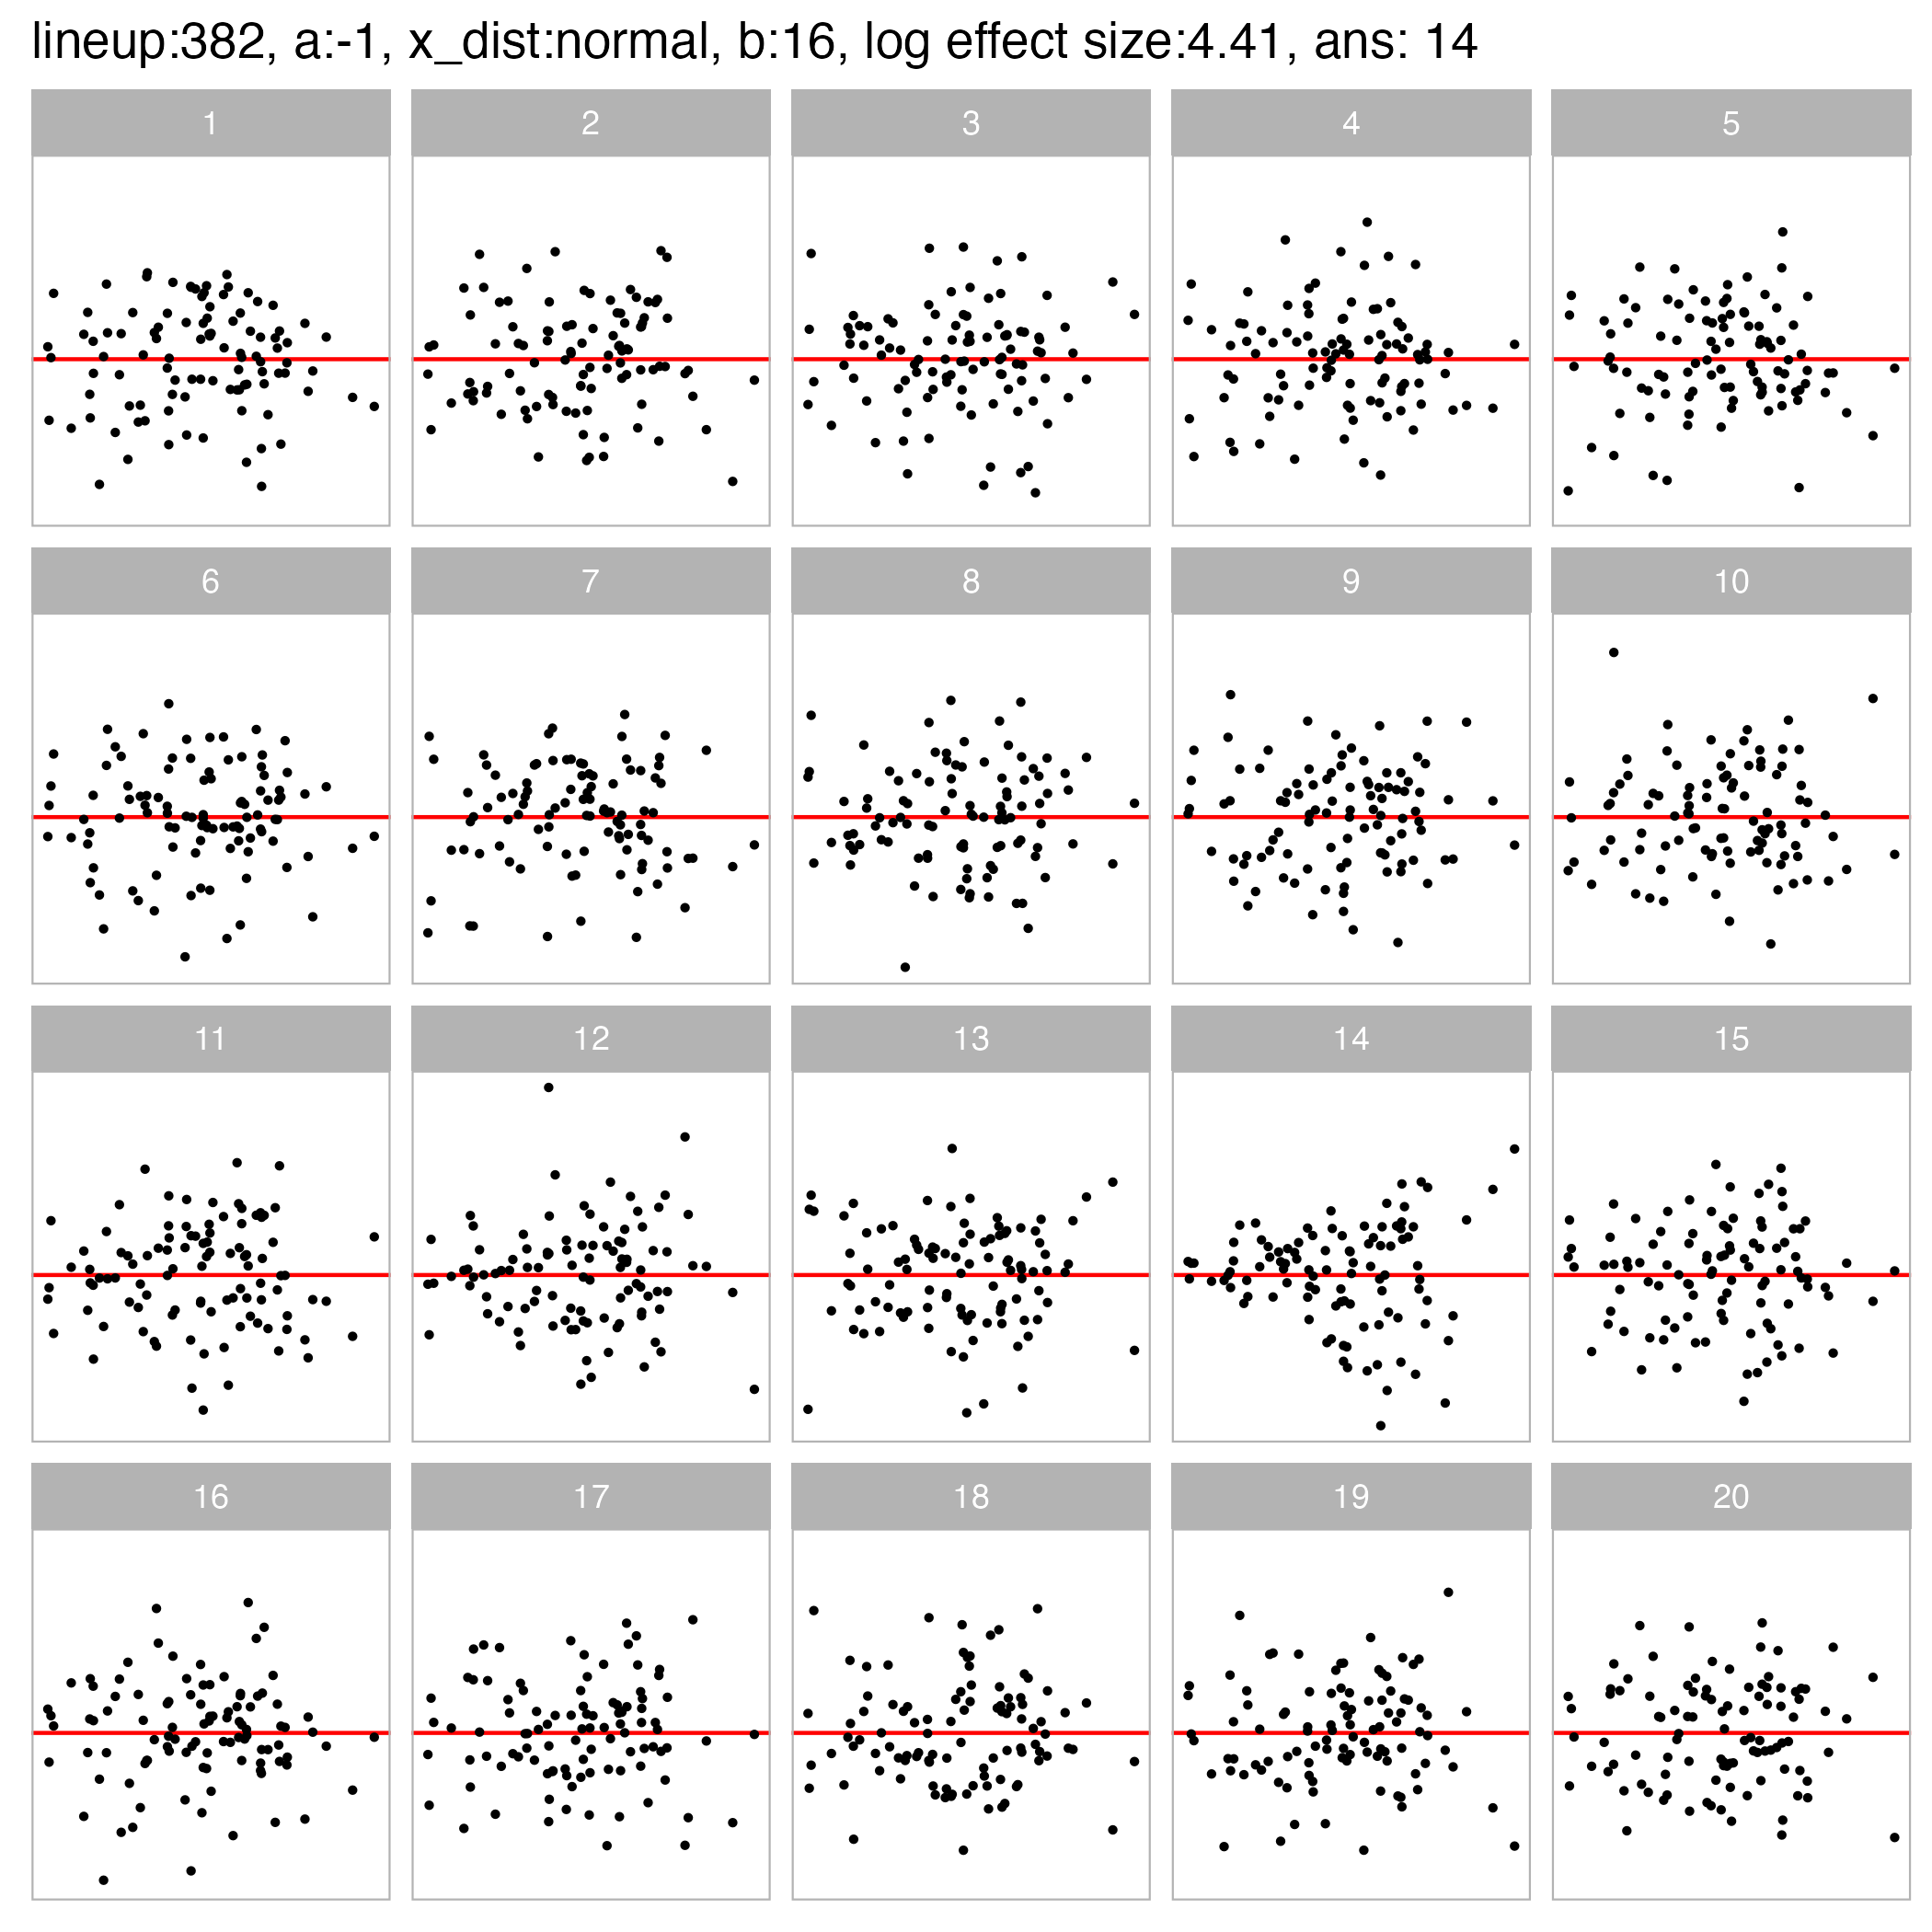 lineup:382, a:-1, x_dist:normal, b:16, log effect size:4.41, ans: 14
1 2 3 4 5
6 7 8 9 10
11 12 13 14 15
16 17 18 19 20